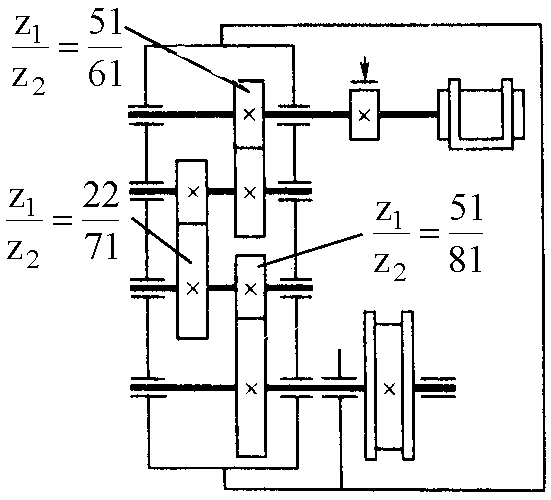 z₁/z₂ = 51/61
z₁/z₂ = 22/71
z₁/z₂ = 51/81